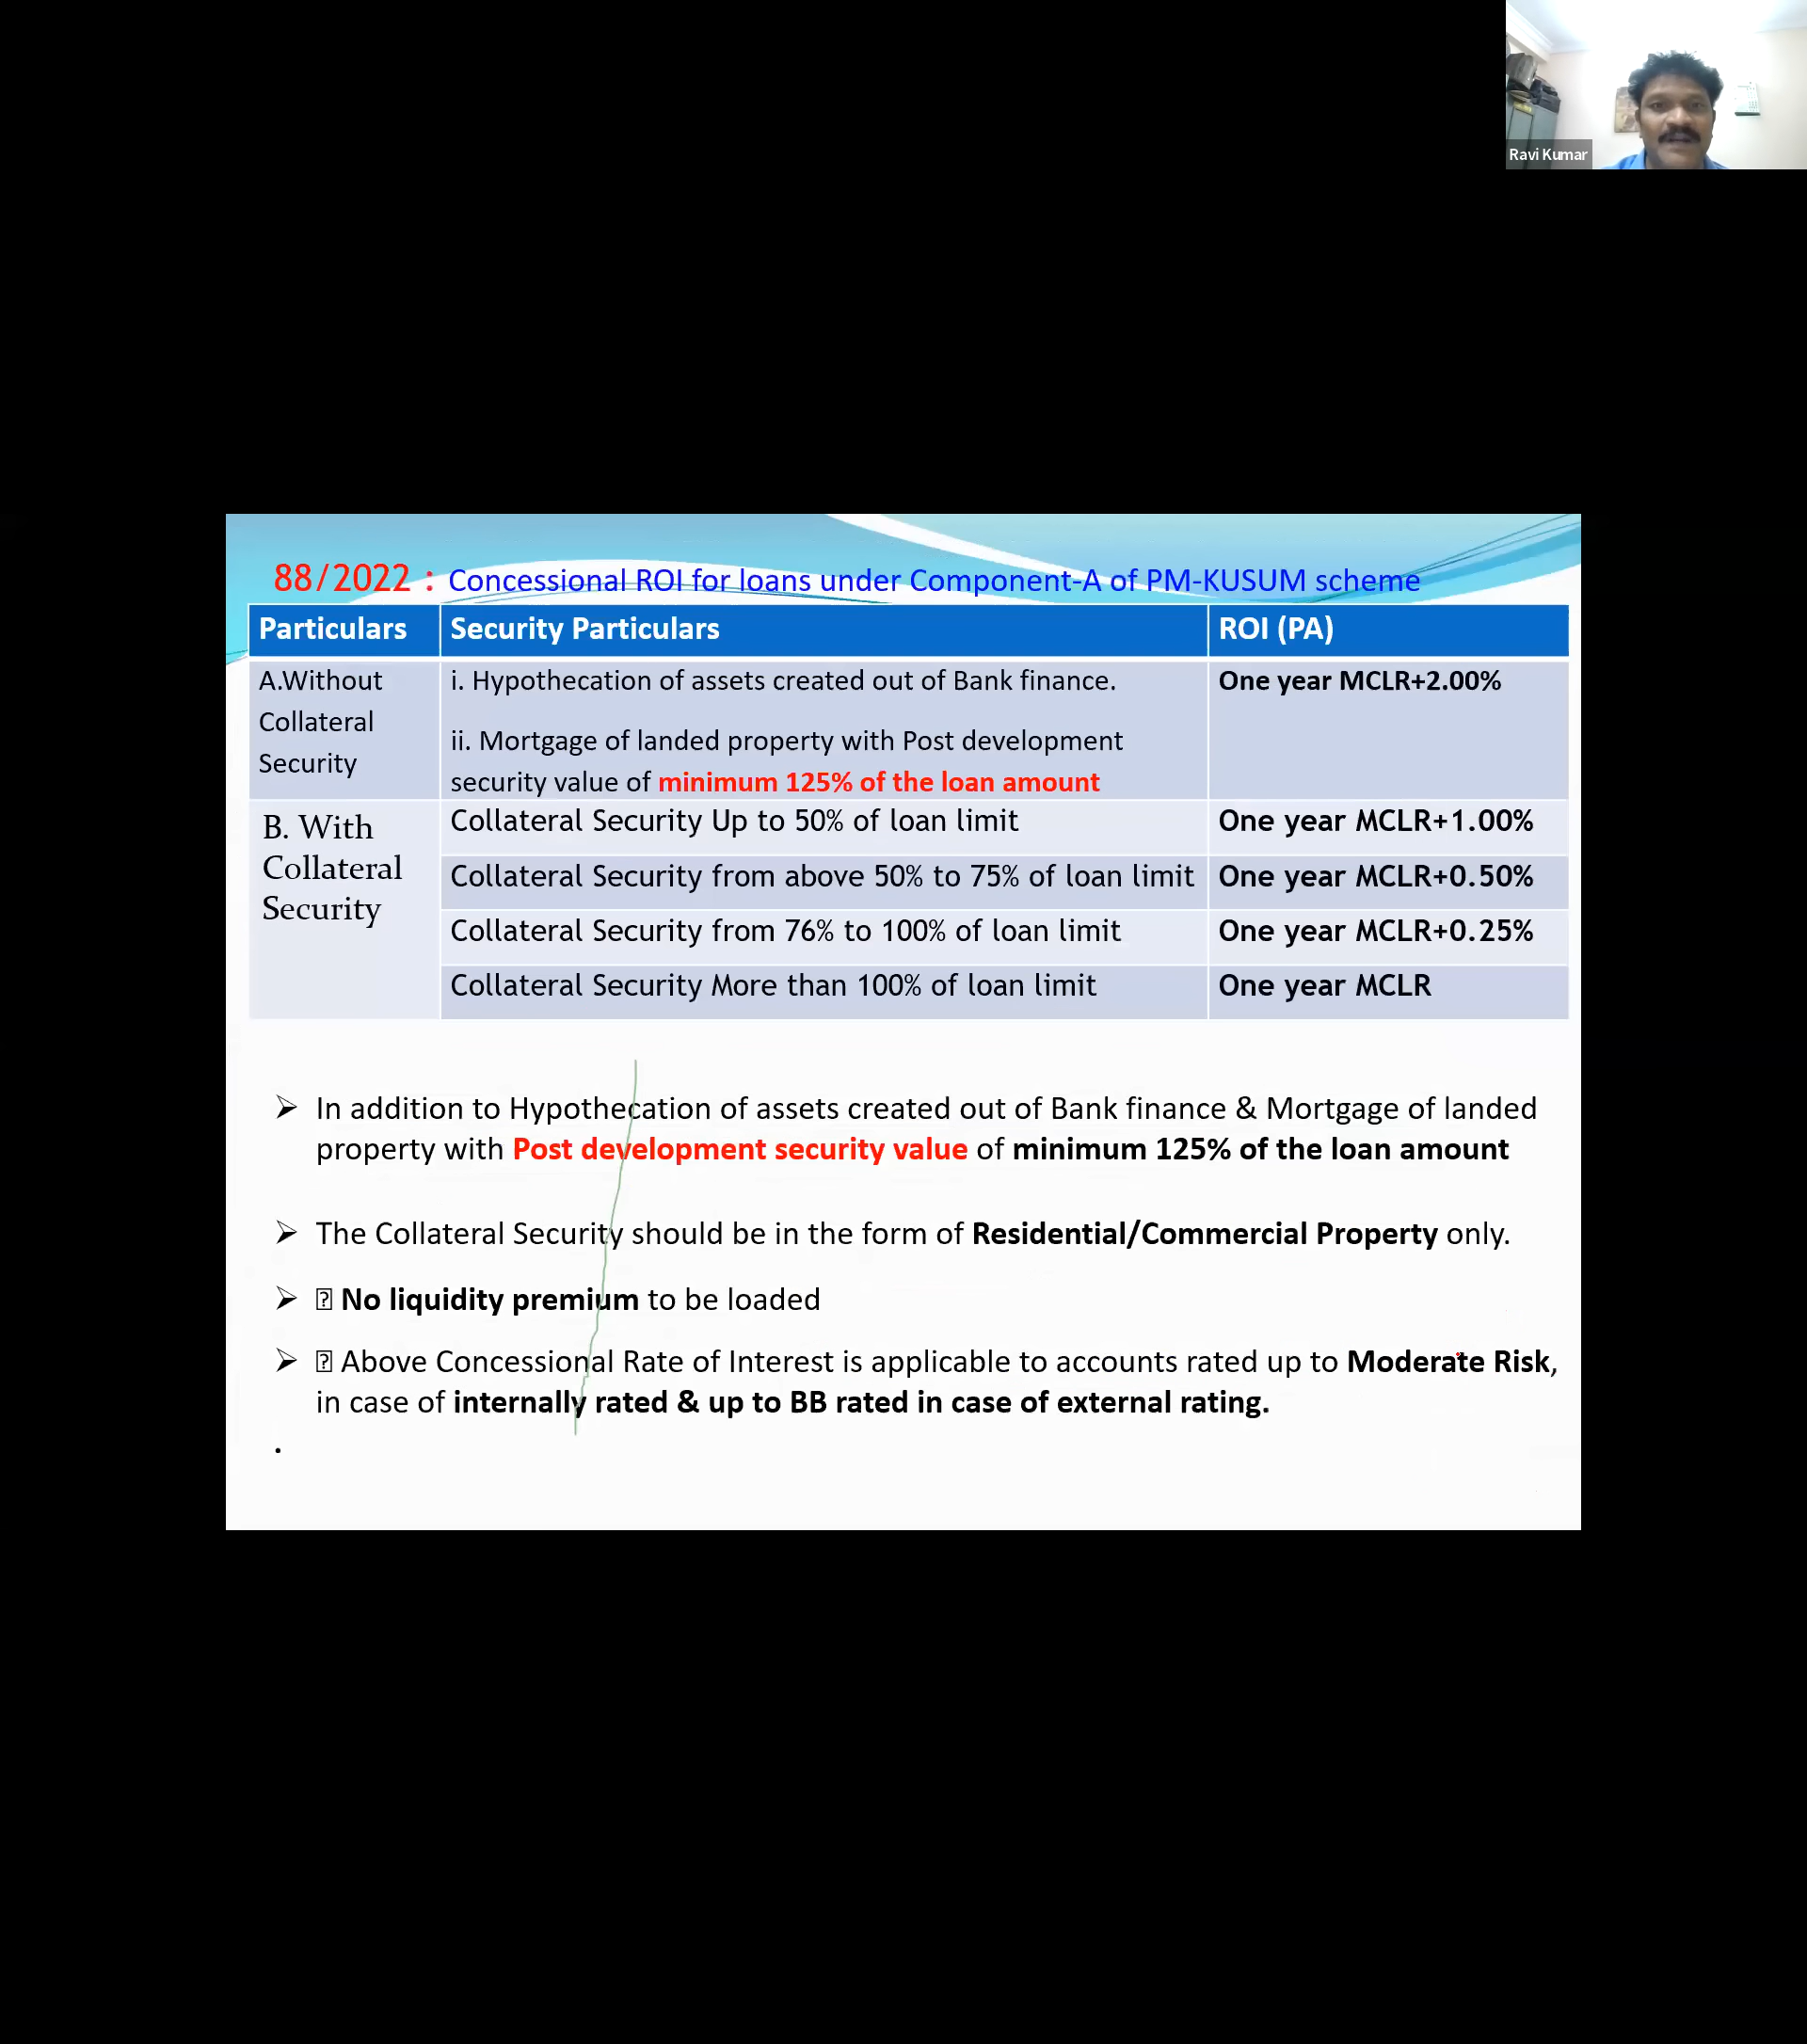 Ravi Kumar
88/2022 : Concessional ROI for loans under Component-A of PM-KUSUM scheme
Particulars
Security Particulars
ROI (PA)
A.Without
Collateral
Security
i. Hypothecation of assets created out of Bank finance.
ii. Mortgage of landed property with Post development
security value of minimum 125% of the loan amount
One year MCLR+2.00%
B. With
Collateral
Security
Collateral Security Up to 50% of loan limit
One year MCLR+1.00%
Collateral Security from above 50% to 75% of loan limit
One year MCLR+0.50%
Collateral Security from 76% to 100% of loan limit
One year MCLR+0.25%
Collateral Security More than 100% of loan limit
One year MCLR
➢ In addition to Hypothecation of assets created out of Bank finance & Mortgage of landed
property with Post development security value of minimum 125% of the loan amount
➢ The Collateral Security should be in the form of Residential/Commercial Property only.
➢ No liquidity premium to be loaded
➢ Above Concessional Rate of Interest is applicable to accounts rated up to Moderate Risk,
in case of internally rated & up to BB rated in case of external rating.